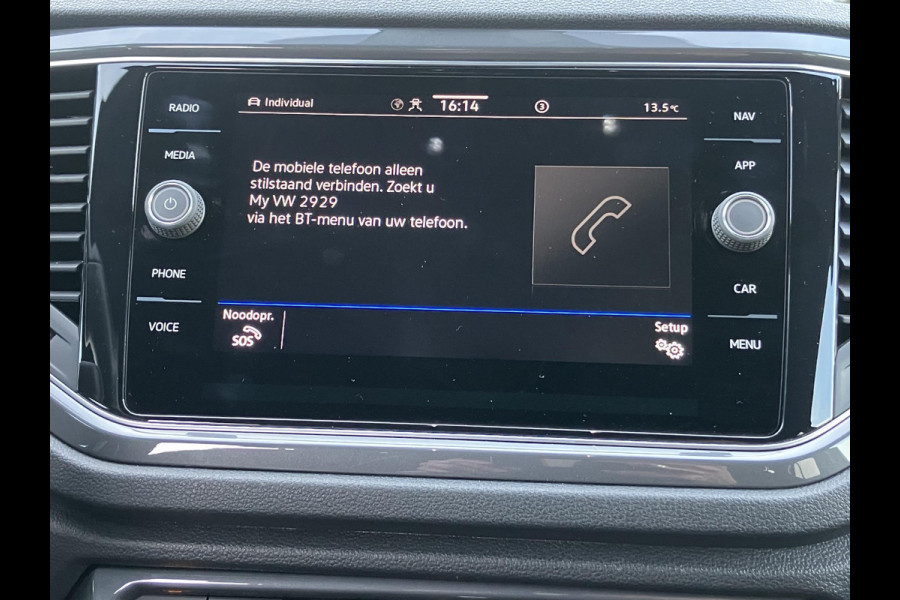 RADIO
MEDIA
PHONE
VOICE
Individual
16:14
3
13.5°C
De mobiele telefoon alleen
stilstaand verbinden. Zoekt u
My VW 2929
via het BT-menu van uw telefoon.
Noodopr.
SOS
Setup
NAV
APP
CAR
MENU